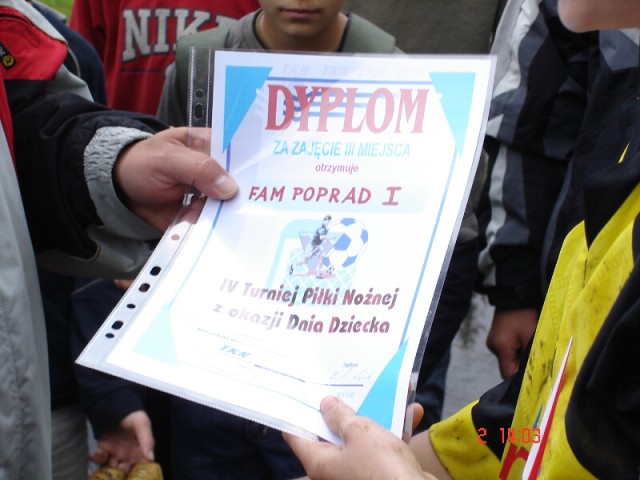 NIKE
DYPLOM
ZA ZAJĘCIE III MIEJSCA
otrzymuje
FAM POPRAD I
IV Turniej Piłki Nożnej
z okazji Dnia Dziecka
TKN
2 14:03